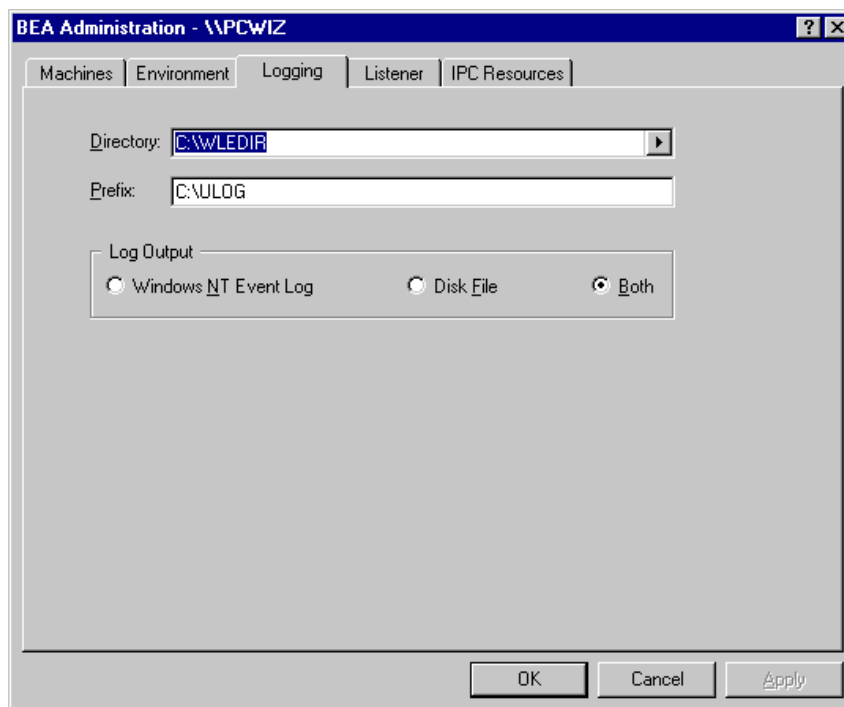 BEA Administration - \\PCWIZ
Machines Environment Logging Listener IPC Resources
Directory: C:\WLEDIR
Prefix: C:\ULOG
Log Output
Windows NT Event Log Disk File Both
OK Cancel Apply